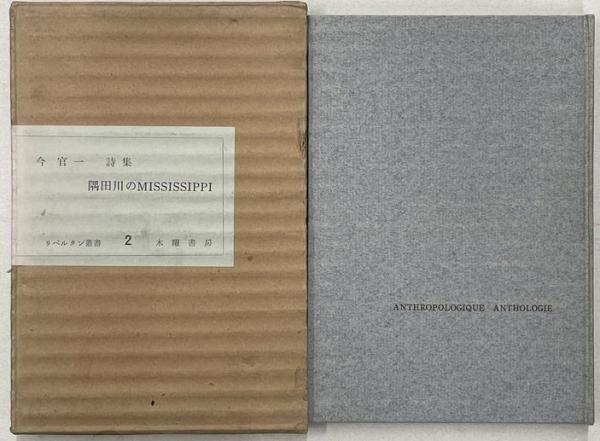 今官一 詩集
隅田川のMISSISSIPPI
リベルタン叢書 2 木曜書房
ANTHROPOLOGIQUE ANTHOLOGIE